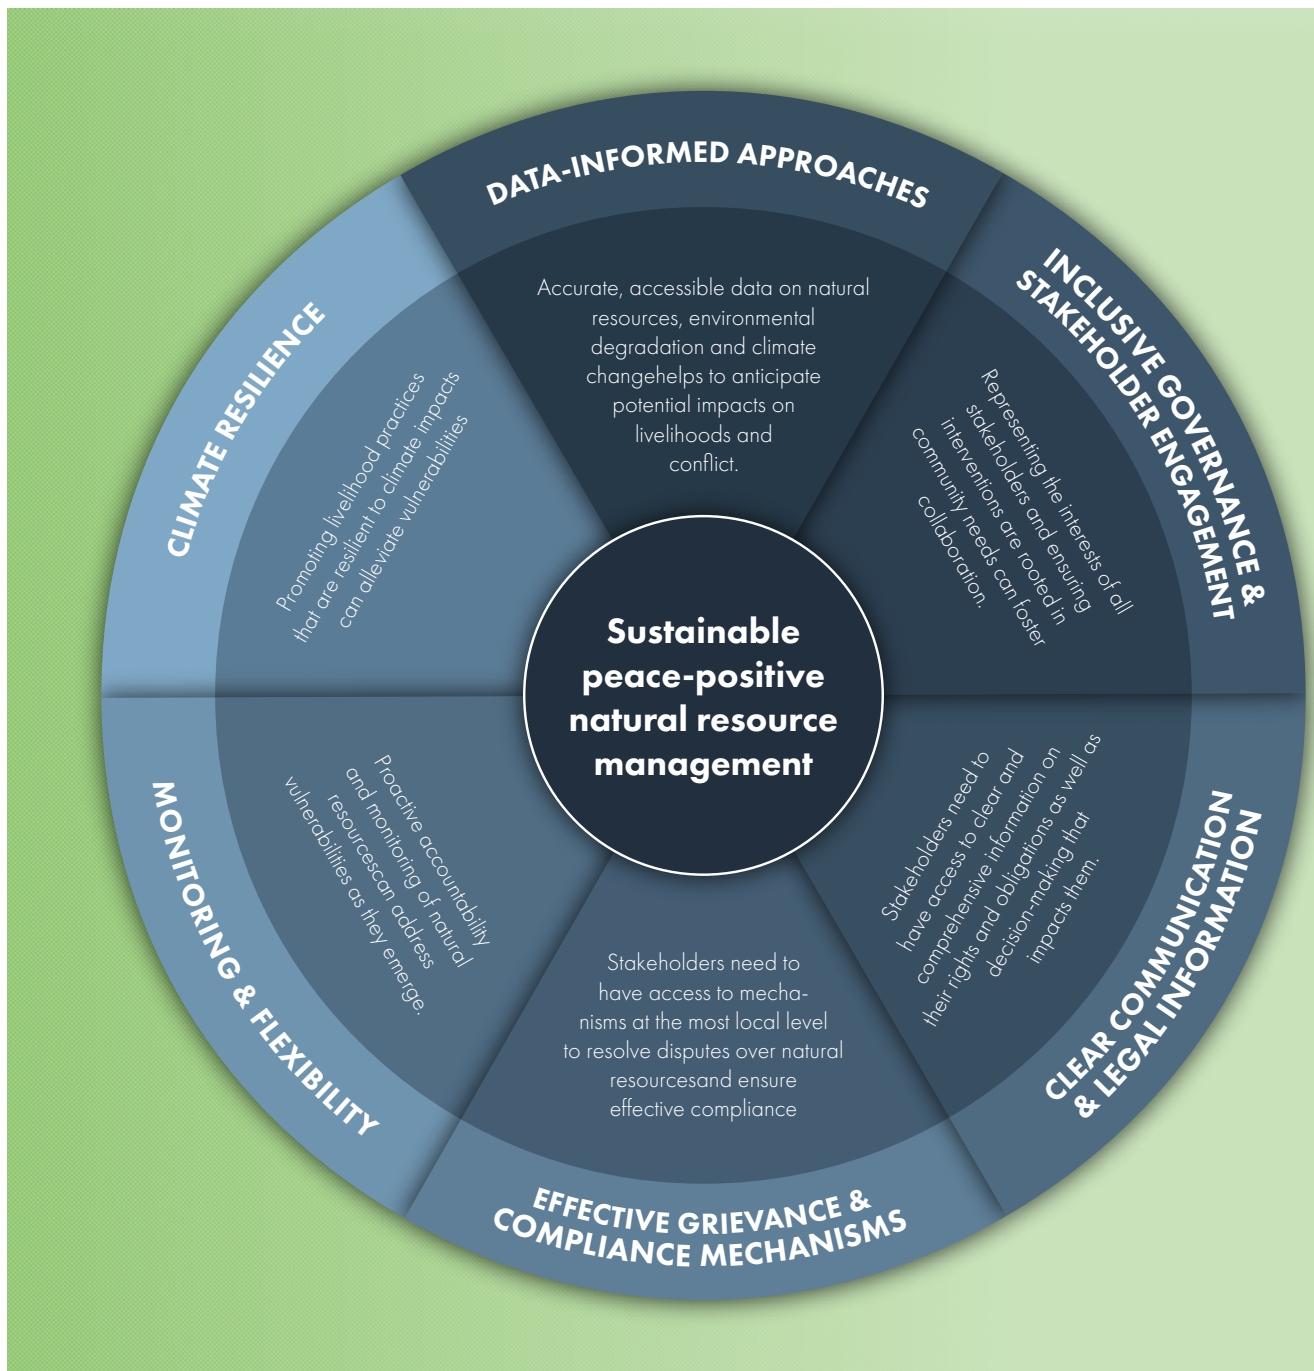 DATA-INFORMED APPROACHES
Accurate, accessible data on natural
resources, environmental
degradation and climate
changehelps to anticipate
potential impacts on
livelihoods and
conflict.
INCLUSIVE GOVERNANCE &
STAKEHOLDER ENGAGEMENT
Representing the interests of all
stakeholders and ensuring
interventions are rooted in
community needs can foster
collaboration.
CLEAR COMMUNICATION
& LEGAL INFORMATION
Stakeholders need to
have access to clear and
comprehensive information on
their rights and obligations as well as
decision-making that
impacts them.
EFFECTIVE GRIEVANCE &
COMPLIANCE MECHANISMS
Stakeholders need to
have access to mecha-
nisms at the most local level
to resolve disputes over natural
resourcesand ensure
effective compliance
MONITORING & FLEXIBILITY
Proactive accountability
and monitoring of natural
resourcescan address
vulnerabilities as they emerge.
CLIMATE RESILIENCE
Promoting livelihood practices
that are resilient to climate impacts
can alleviate vulnerabilities
Sustainable
peace-positive
natural resource
management